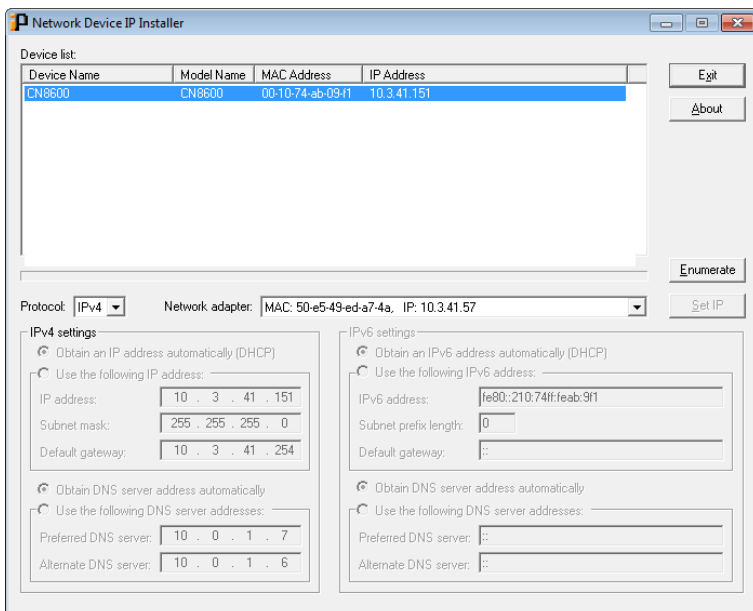 Network Device IP Installer
Device list:
Device Name Model Name MAC Address IP Address
CN8600 CN8600 00-10-74-ab-09-f1 10.3.41.151
Exit
About
Enumerate
Protocol: IPv4 Network adapter: MAC: 50-e5-49-ed-a7-4a, IP: 10.3.41.57
Set IP
IPv4 settings
Obtain an IP address automatically (DHCP)
Use the following IP address:
IP address: 10 . 3 . 41 . 151
Subnet mask: 255 . 255 . 255 . 0
Default gateway: 10 . 3 . 41 . 254
Obtain DNS server address automatically
Use the following DNS server addresses:
Preferred DNS server: 10 . 0 . 1 . 7
Alternate DNS server: 10 . 0 . 1 . 6
IPv6 settings
Obtain an IPv6 address automatically (DHCP)
Use the following IPv6 address:
IPv6 address: fe80::210:74ff:feab:9f1
Subnet prefix length: 0
Default gateway: ::
Obtain DNS server address automatically
Use the following DNS server addresses:
Preferred DNS server: ::
Alternate DNS server: ::